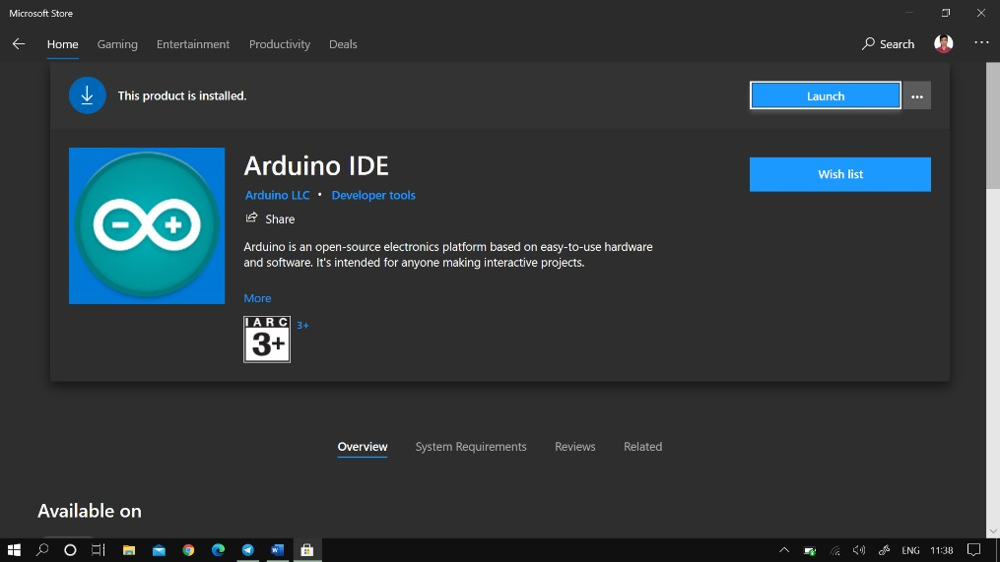 Microsoft Store
Home Gaming Entertainment Productivity Deals Search
This product is installed. Launch
Arduino IDE
Wish list
Arduino LLC • Developer tools
Share
Arduino is an open-source electronics platform based on easy-to-use hardware
and software. It's intended for anyone making interactive projects.
More
IARC
3+
3+
Overview System Requirements Reviews Related
Available on
ENG 11:38